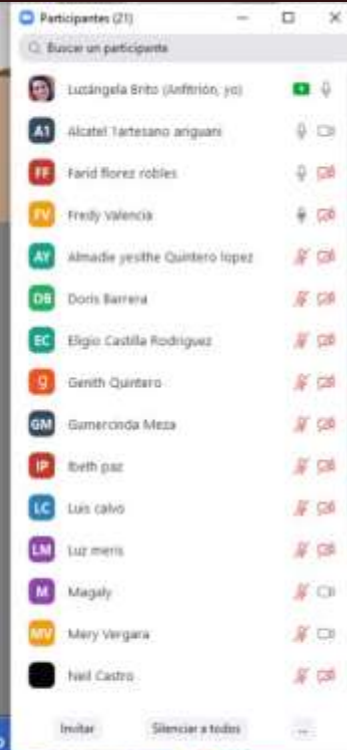 Participantes (21)
Buscar un participante
Luzángela Brito (Anfitrión, yo)
A1 Alcatel 1artesano ariguani
FF Farid florez robles
FV Fredy Valencia
AY Almadie yesithe Quintero lopez
DB Doris Barrera
EC Eligio Castilla Rodriguez
g Genith Quintero
GM Gumercinda Meza
IP Ibeth paz
LC Luis calvo
LM Luz meris
M Magaly
MV Mery Vergara
Neil Castro
Invitar Silenciar a todos ...